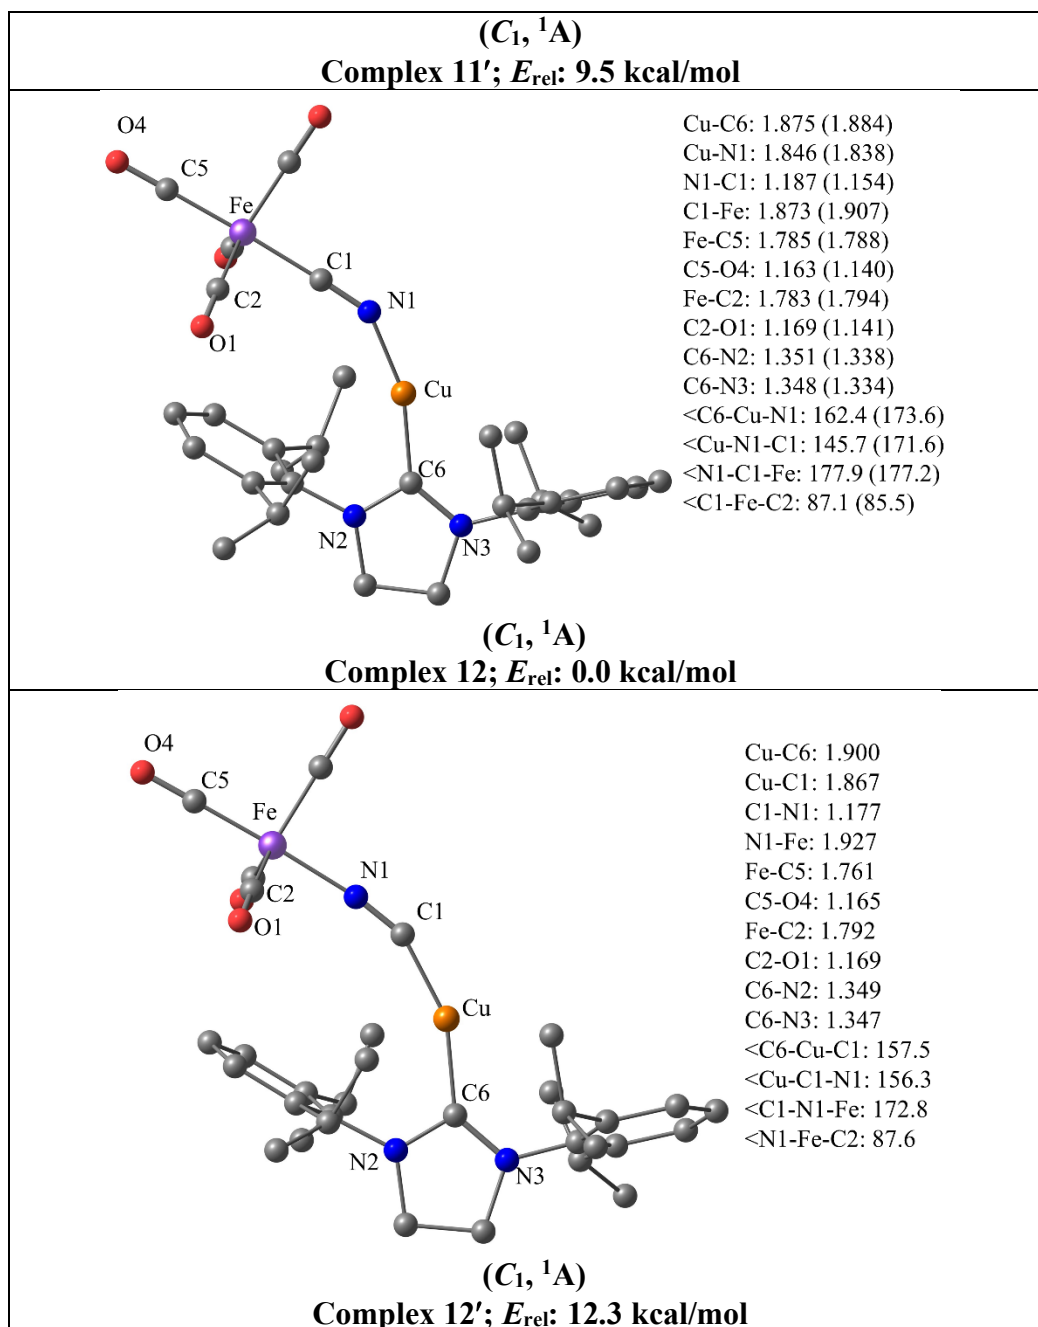 (C1, 1A)
Complex 11′; Erel: 9.5 kcal/mol
O4
C5
Fe
C1
N1
C2
O1
Cu
C6
N2
N3
Cu-C6: 1.875 (1.884)
Cu-N1: 1.846 (1.838)
N1-C1: 1.187 (1.154)
C1-Fe: 1.873 (1.907)
Fe-C5: 1.785 (1.788)
C5-O4: 1.163 (1.140)
Fe-C2: 1.783 (1.794)
C2-O1: 1.169 (1.141)
C6-N2: 1.351 (1.338)
C6-N3: 1.348 (1.334)
<C6-Cu-N1: 162.4 (173.6)
<Cu-N1-C1: 145.7 (171.6)
<N1-C1-Fe: 177.9 (177.2)
<C1-Fe-C2: 87.1 (85.5)
(C1, 1A)
Complex 12; Erel: 0.0 kcal/mol
O4
C5
Fe
N1
C2
C1
O1
Cu
C6
N2
N3
Cu-C6: 1.900
Cu-C1: 1.867
C1-N1: 1.177
N1-Fe: 1.927
Fe-C5: 1.761
C5-O4: 1.165
Fe-C2: 1.792
C2-O1: 1.169
C6-N2: 1.349
C6-N3: 1.347
<C6-Cu-C1: 157.5
<Cu-C1-N1: 156.3
<C1-N1-Fe: 172.8
<N1-Fe-C2: 87.6
(C1, 1A)
Complex 12′; Erel: 12.3 kcal/mol